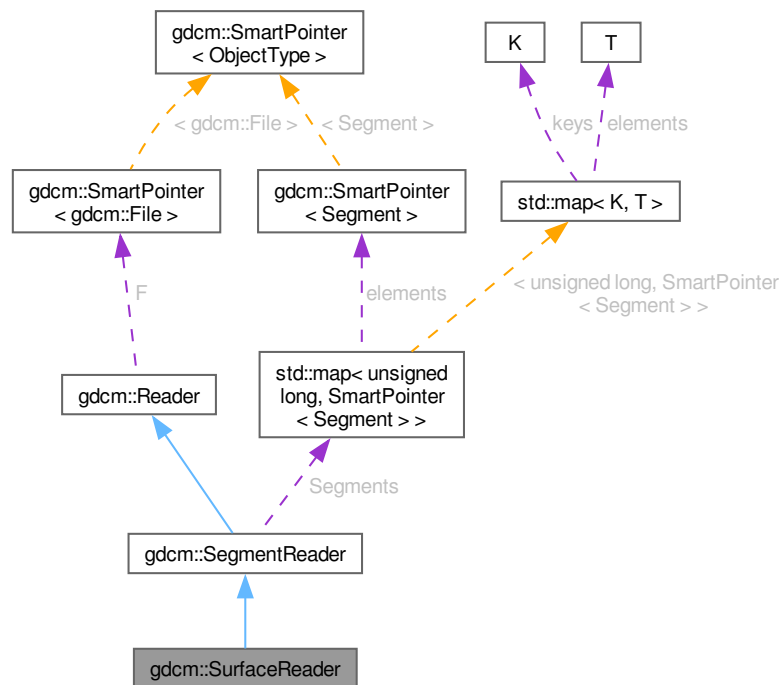 gdcm::SmartPointer
< ObjectType >
K
T
< gdcm::File >
< Segment >
keys
elements
gdcm::SmartPointer
< gdcm::File >
gdcm::SmartPointer
< Segment >
std::map< K, T >
F
elements
< unsigned long, SmartPointer
< Segment > >
gdcm::Reader
std::map< unsigned
long, SmartPointer
< Segment > >
Segments
gdcm::SegmentReader
gdcm::SurfaceReader